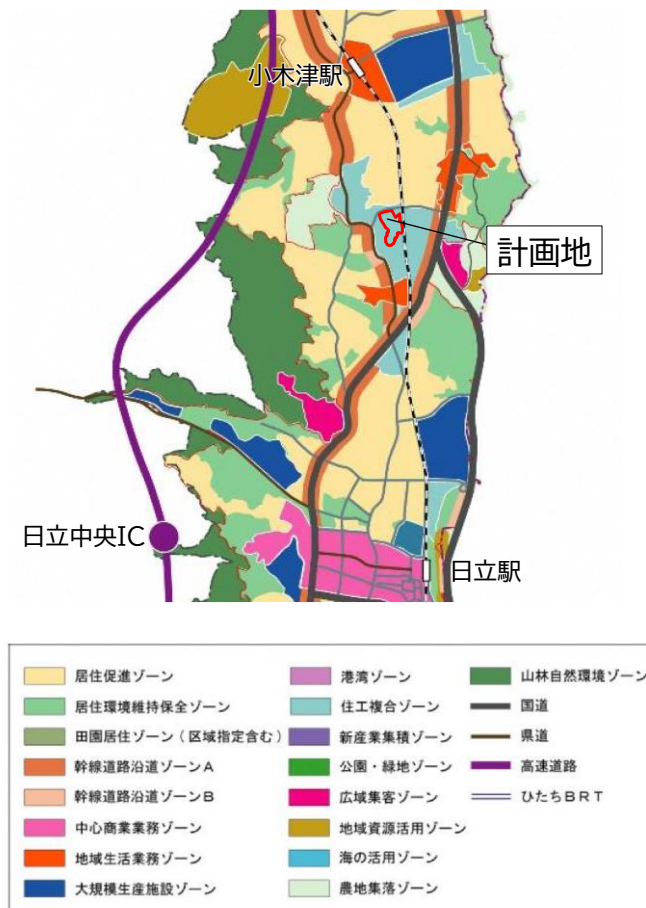 小木津駅
計画地
日立中央IC
日立駅
居住促進ゾーン
居住環境維持保全ゾーン
田園居住ゾーン（区域指定含む）
幹線道路沿道ゾーンA
幹線道路沿道ゾーンB
中心商業業務ゾーン
地域生活業務ゾーン
大規模生産施設ゾーン
港湾ゾーン
住工複合ゾーン
新産業集積ゾーン
公園・緑地ゾーン
広域集客ゾーン
地域資源活用ゾーン
海の活用ゾーン
農地集落ゾーン
山林自然環境ゾーン
国道
県道
高速道路
ひたちBRT